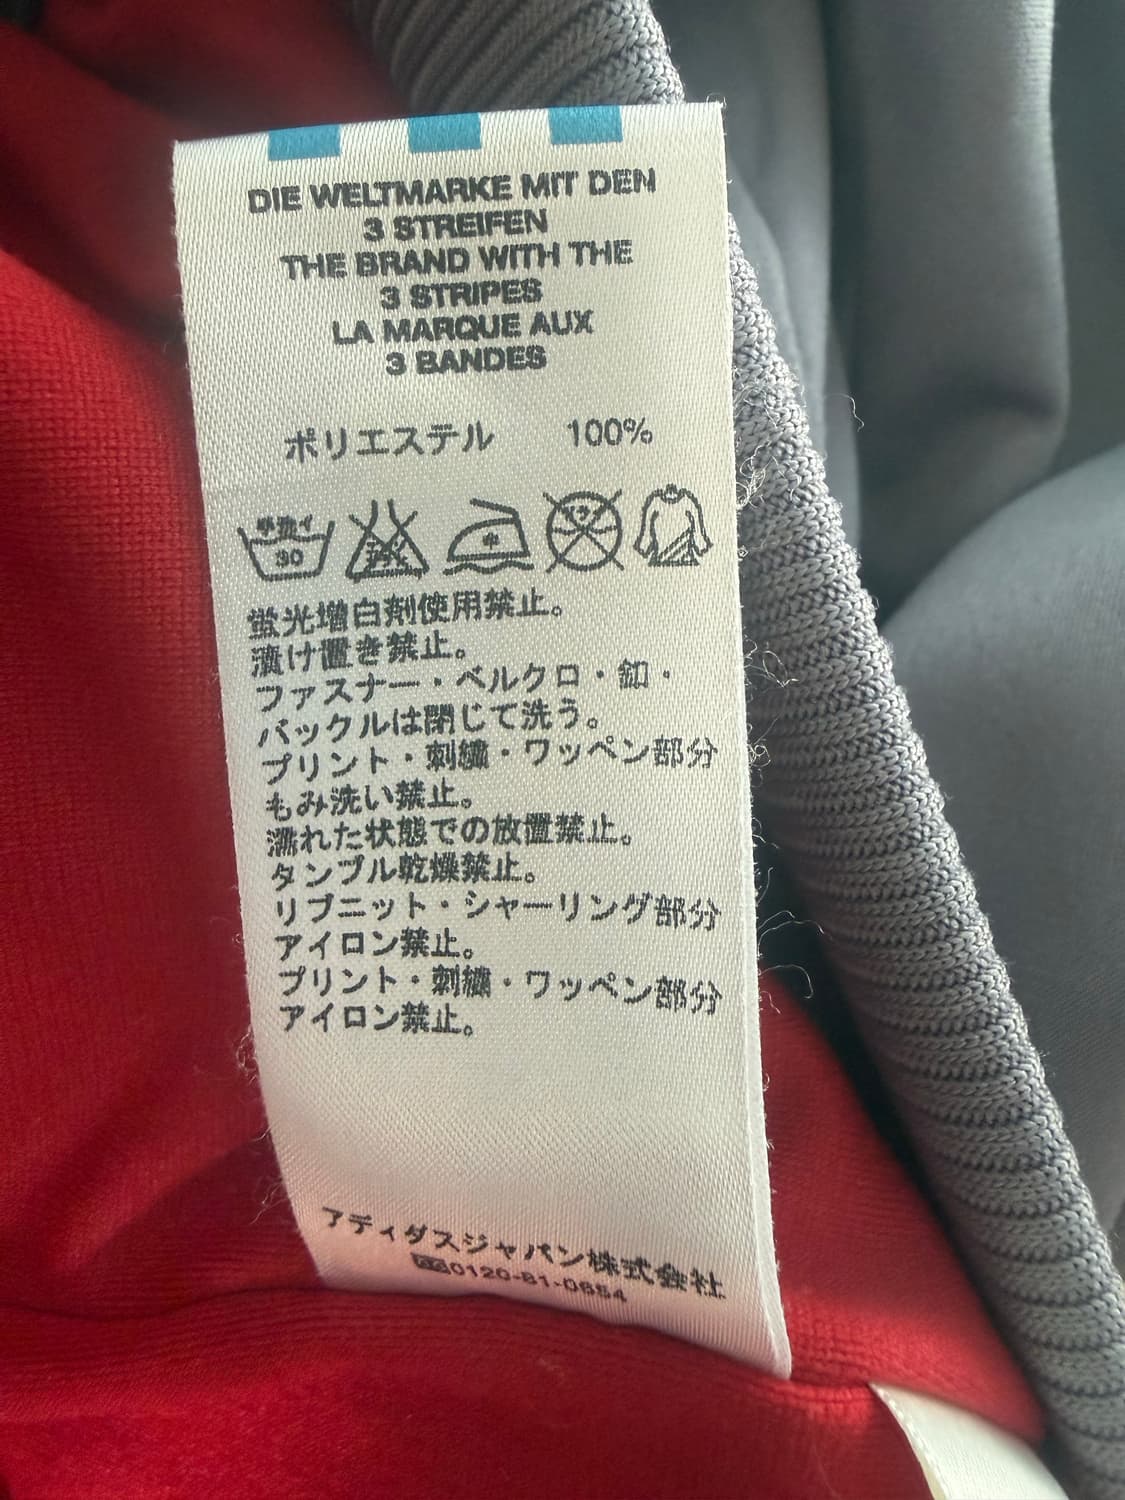 DIE WELTMARKE MIT DEN
3 STREIFEN
THE BRAND WITH THE
3 STRIPES
LA MARQUE AUX
3 BANDES
ポリエステル 100%
手洗イ
30
蛍光増白剤使用禁止。
漬け置き禁止。
ファスナー・ベルクロ・釦・
バックルは閉じて洗う。
プリント・刺繍・ワッペン部分
もみ洗い禁止。
濡れた状態での放置禁止。
タンブル乾燥禁止。
リブニット・シャーリング部分
アイロン禁止。
プリント・刺繍・ワッペン部分
アイロン禁止。
アディダスジャパン株式会社
0120-81-0654